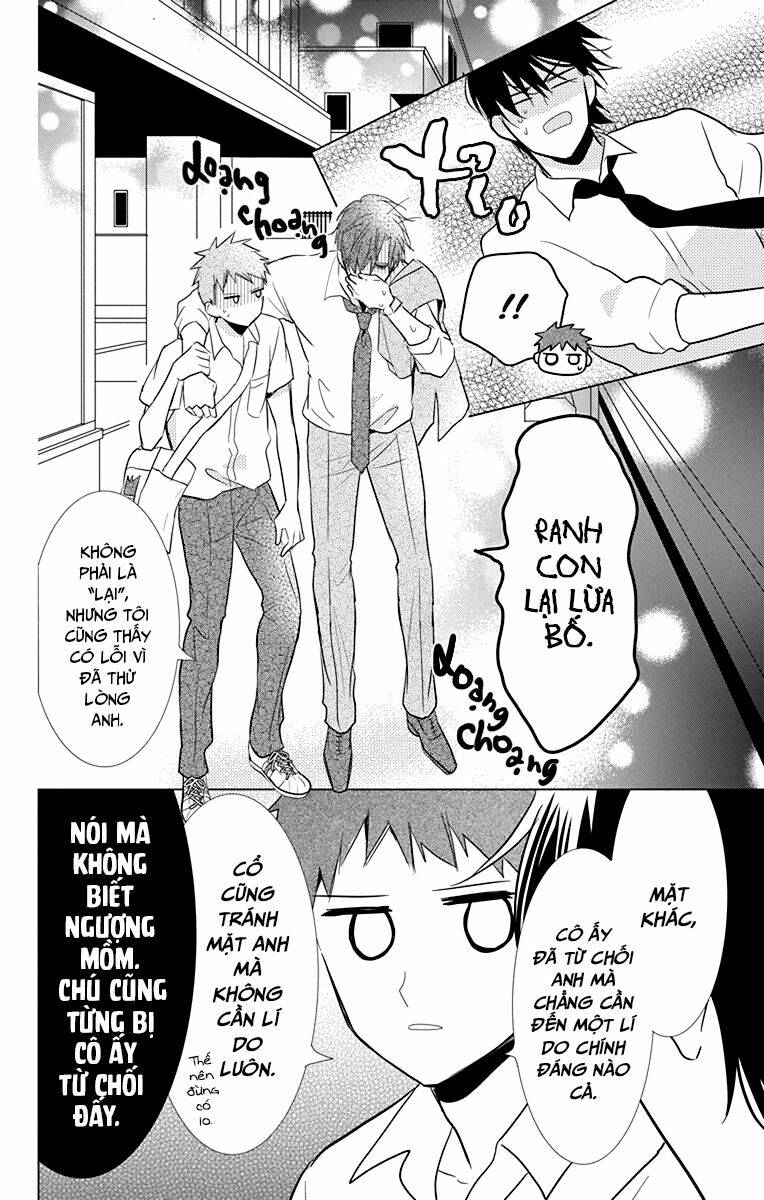 Xỉu
!!
loạng
choạng
RANH
CON
LẠI LỪA
BỐ.
loạng
choạng
KHÔNG
PHẢI LÀ
"LẠI",
NHƯNG TÔI
CŨNG THẤY
CÓ LỖI VÌ
ĐÃ THỬ
LÒNG
ANH.
MẶT
KHÁC,
CÔ ẤY
ĐÃ TỪ CHỐI
ANH MÀ
CHẲNG CẦN
ĐẾN MỘT LÍ
DO CHÍNH
ĐÁNG NÀO
CẢ.
CỔ
CŨNG
TRÁNH
MẶT ANH
MÀ
KHÔNG
CẦN LÍ
DO
LUÔN.
Thế
nên
đừng
có
lo.
NÓI MÀ
KHÔNG
BIẾT
NGƯỢNG
MỒM.
CHÚ CŨNG
TỪNG BỊ
CÔ ẤY
TỪ CHỐI
ĐẤY.